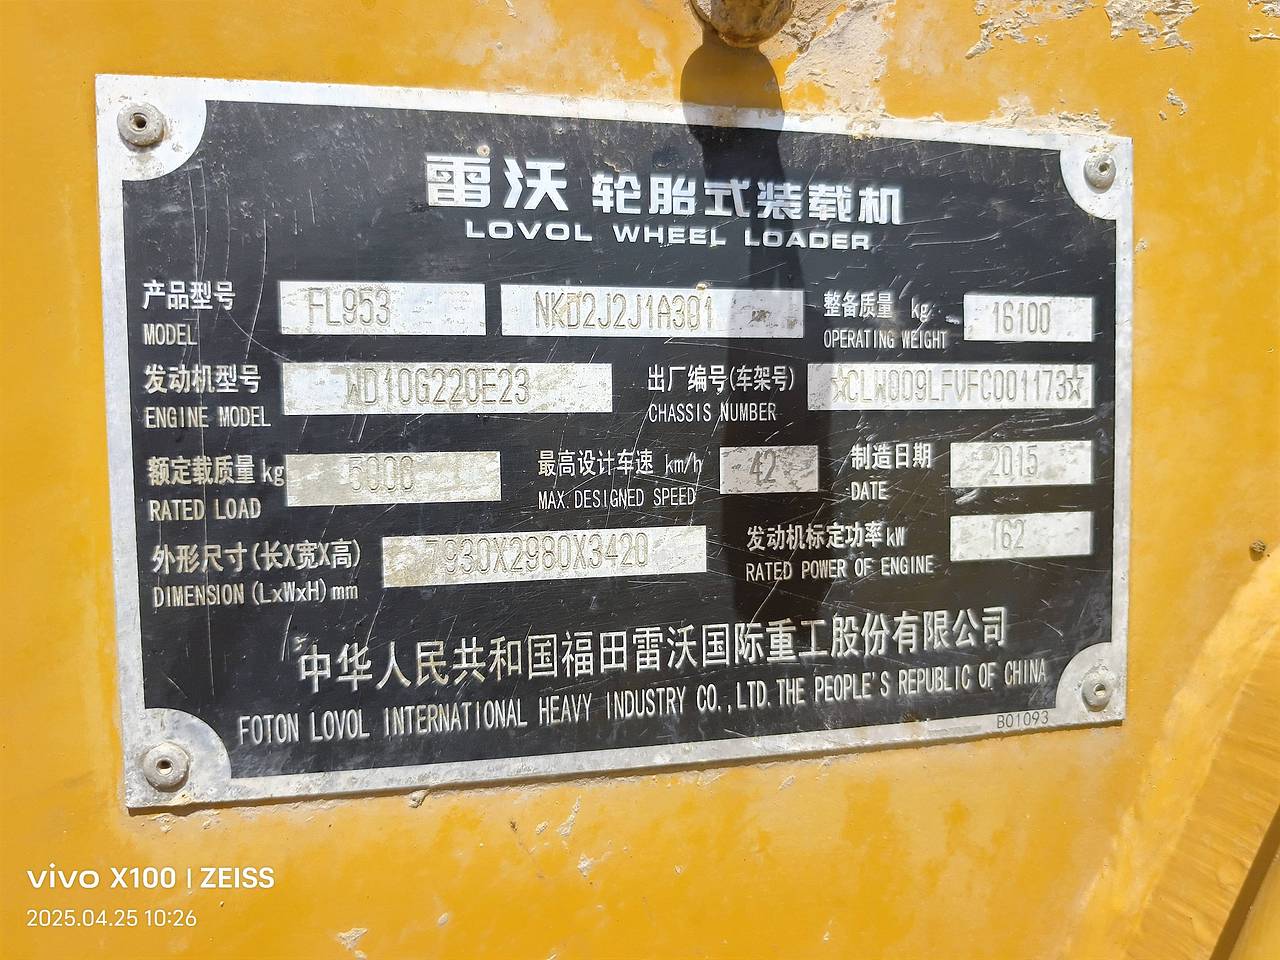 雷沃 轮胎式装载机
LOVOL WHEEL LOADER
产品型号 FL953 NKD2J2J1A301 整备质量 kg 16100
MODEL OPERATING WEIGHT
发动机型号 WD10G220E23 出厂编号(车架号) ☆CLW009LFVFC001173☆
ENGINE MODEL CHASSIS NUMBER
额定载质量kg 5000 最高设计车速 km/h 42 制造日期 2015
RATED LOAD MAX. DESIGNED SPEED DATE
外形尺寸(长X宽X高) 7930X2980X3420 发动机标定功率kW 162
DIMENSION (LxWxH) mm RATED POWER OF ENGINE
中华人民共和国福田雷沃国际重工股份有限公司
FOTON LOVOL INTERNATIONAL HEAVY INDUSTRY CO.,LTD. THE PEOPLE'S REPUBLIC OF CHINA
B01093
vivo X100 | ZEISS
2025.04.25 10:26